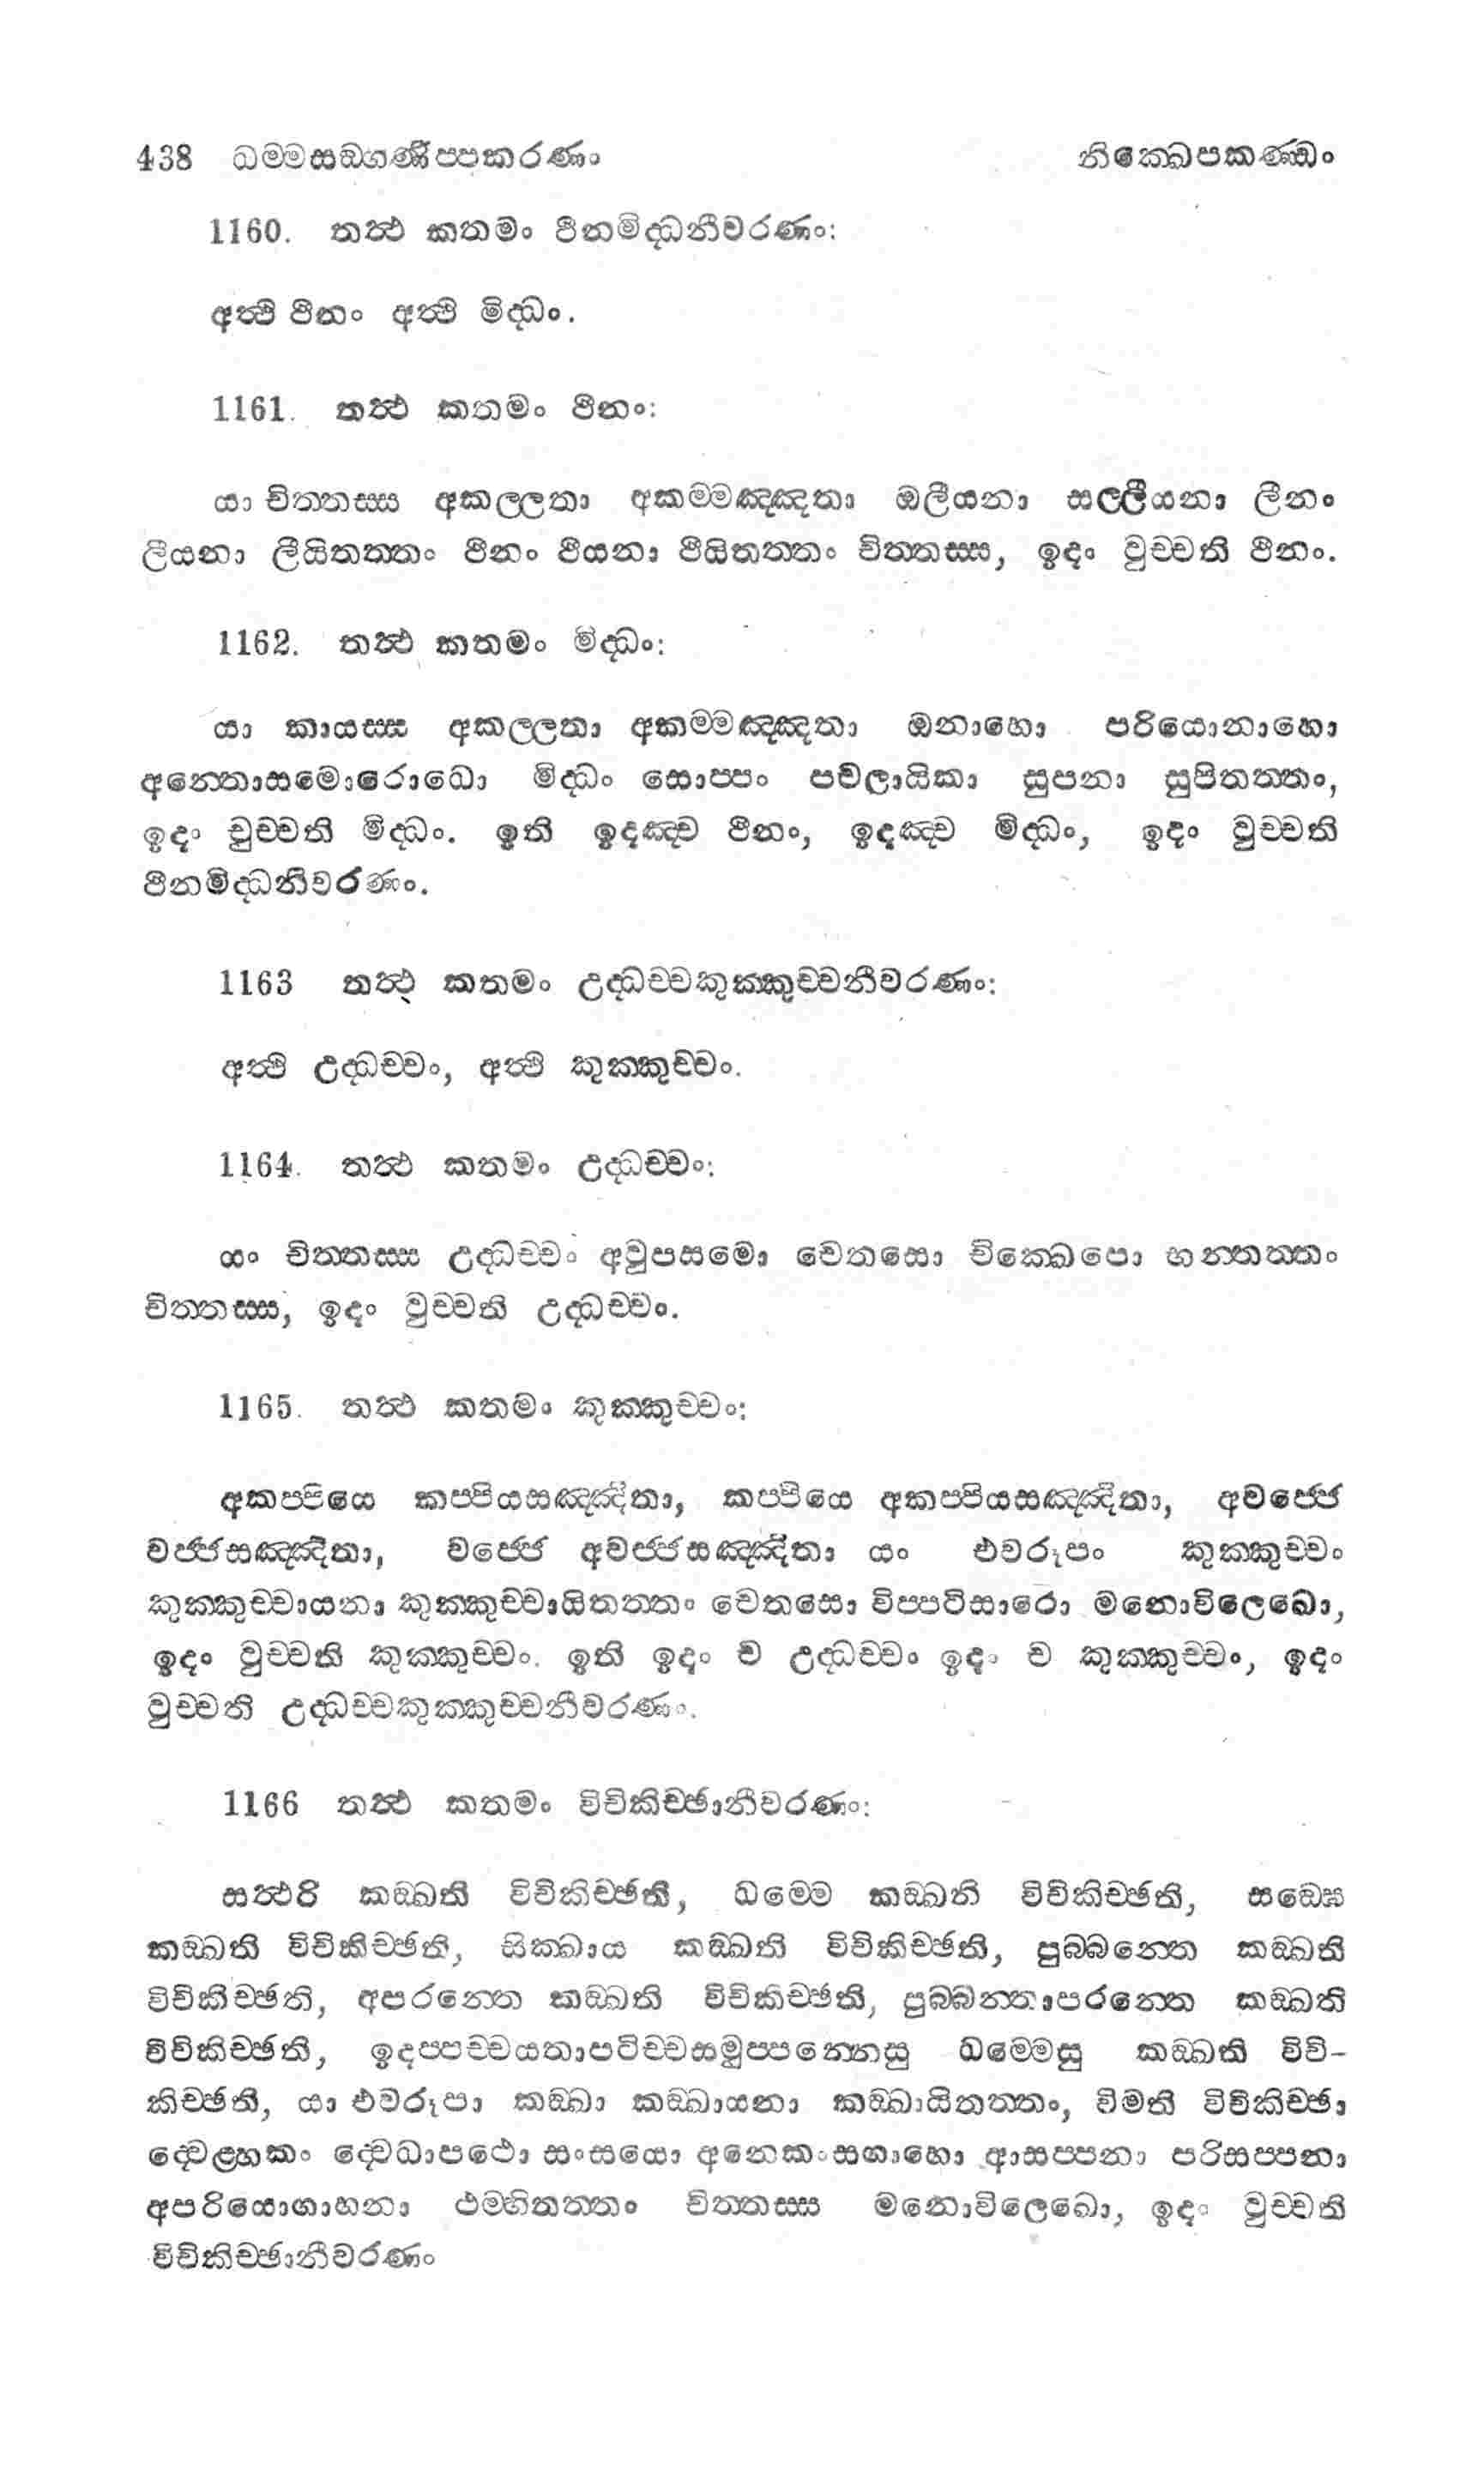 438 ධම්මසඞ්ගණිප්පකරණං නික්ඛෙපකණ්ඩං
1160. තත්‍ථ කතමං ථීනමිද්ධනීවරණං:
අත්‍ථි ථීනං අත්‍ථි මිද්ධං.
1161. තත්‍ථ කතමං ථීනං:
යා චිත්තස්ස අකල්ලතා අකම්මඤ්ඤතා ඔලීයනා සල්ලීයනා ලීනං
ලීයනා ලීයිතත්තං ථීනං ථීයනා ථීයිතත්තං චිත්තස්ස, ඉදං වුච්චති ථීනං.
1162. තත්‍ථ කතමං මිද්ධං:
යා කායස්ස අකල්ලතා අකම්මඤ්ඤතා ඔනාහො පරියොනාහො
අන්තොසමොරොධො මිද්ධං සොප්පං පචලායිකා සුපනා සුපිතත්තං,
ඉදං වුච්චති මිද්ධං. ඉති ඉදඤ්ච ථීනං, ඉදඤ්ච මිද්ධං, ඉදං වුච්චති
ථීනමිද්ධනීවරණං.
1163 තත්‍ථ කතමං උද්ධච්චකුක්කුච්චනීවරණං:
අත්‍ථි උද්ධච්චං, අත්‍ථි කුක්කුච්චං.
1164. තත්‍ථ කතමං උද්ධච්චං:
යං චිත්තස්ස උද්ධච්චං අවූපසමො චෙතසො වික්ඛෙපො භන්තත්තං
චිත්තස්ස, ඉදං වුච්චති උද්ධච්චං.
1165. තත්‍ථ කතමං කුක්කුච්චං:
අකප්පියෙ කප්පියසඤ්ඤිතා, කප්පියෙ අකප්පියසඤ්ඤිතා, අවජ්ජෙ
වජ්ජසඤ්ඤිතා, වජ්ජෙ අවජ්ජසඤ්ඤිතා යං එවරූපං කුක්කුච්චං
කුක්කුච්චායනා කුක්කුච්චායිතත්තං චෙතසො විප්පටිසාරො මනොවිලෙඛො,
ඉදං වුච්චති කුක්කුච්චං. ඉති ඉදං ච උද්ධච්චං ඉදං ච කුක්කුච්චං, ඉදං
වුච්චති උද්ධච්චකුක්කුච්චනීවරණං.
1166 තත්‍ථ කතමං විචිකිච්ඡානීවරණං:
සත්‍ථරි කඞ්ඛති විචිකිච්ඡති, ධම්මෙ කඞ්ඛති විචිකිච්ඡති, සඞ්ඝෙ
කඞ්ඛති විචිකිච්ඡති, සික්ඛාය කඞ්ඛති විචිකිච්ඡති, පුබ්බන්තෙ කඞ්ඛති
විචිකිච්ඡති, අපරන්තෙ කඞ්ඛති විචිකිච්ඡති, පුබ්බන්තාපරන්තෙ කඞ්ඛති
විචිකිච්ඡති, ඉදප්පච්චයතාපටිච්චසමුප්පන්නෙසු ධම්මෙසු කඞ්ඛති විචි-
කිච්ඡති, යා එවරූපා කඞ්ඛා කඞ්ඛායනා කඞ්ඛායිතත්තං, විමති විචිකිච්ඡා
ද්වෙළ්හකං ද්වෙධාපථො සංසයො අනෙකංසගාහො ආසප්පනා පරිසප්පනා
අපරියොගාහනා ථම්භිතත්තං චිත්තස්ස මනොවිලෙඛො, ඉදං වුච්චති
විචිකිච්ඡානීවරණං